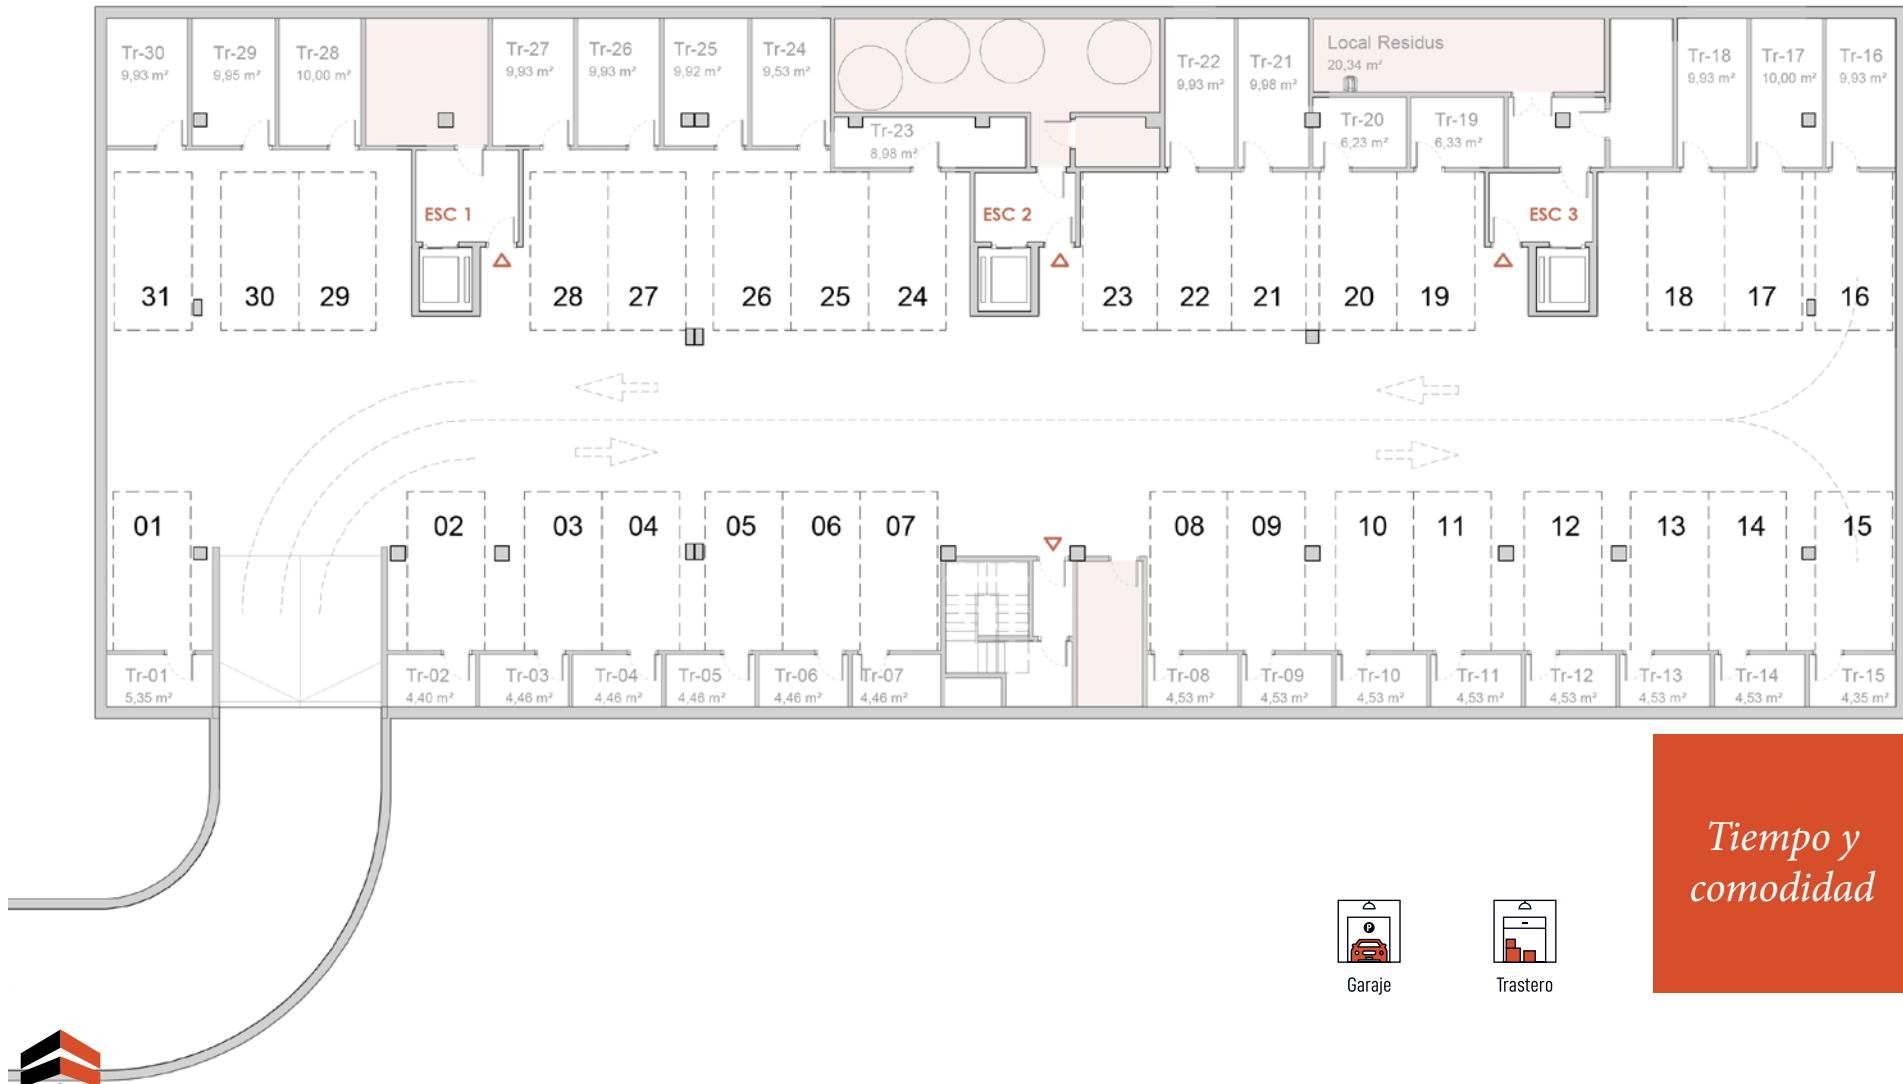 Tr-30
9,93 m²
Tr-29
9,95 m²
Tr-28
10,00 m²
Tr-27
9,93 m²
Tr-26
9,93 m²
Tr-25
9,92 m²
Tr-24
9,53 m²
Tr-23
8,98 m²
Tr-22
9,93 m²
Tr-21
9,98 m²
Local Residus
20,34 m²
Tr-20
6,23 m²
Tr-19
6,33 m²
Tr-18
9,93 m²
Tr-17
10,00 m²
Tr-16
9,93 m²
ESC 1
ESC 2
ESC 3
31
30
29
28
27
26
25
24
23
22
21
20
19
18
17
16
01
02
03
04
05
06
07
08
09
10
11
12
13
14
15
Tr-01
5,35 m²
Tr-02
4,40 m²
Tr-03
4,46 m²
Tr-04
4,46 m²
Tr-05
4,46 m²
Tr-06
4,46 m²
Tr-07
4,46 m²
Tr-08
4,53 m²
Tr-09
4,53 m²
Tr-10
4,53 m²
Tr-11
4,53 m²
Tr-12
4,53 m²
Tr-13
4,53 m²
Tr-14
4,53 m²
Tr-15
4,35 m²
Tiempo y
comodidad
P
Garaje
Trastero